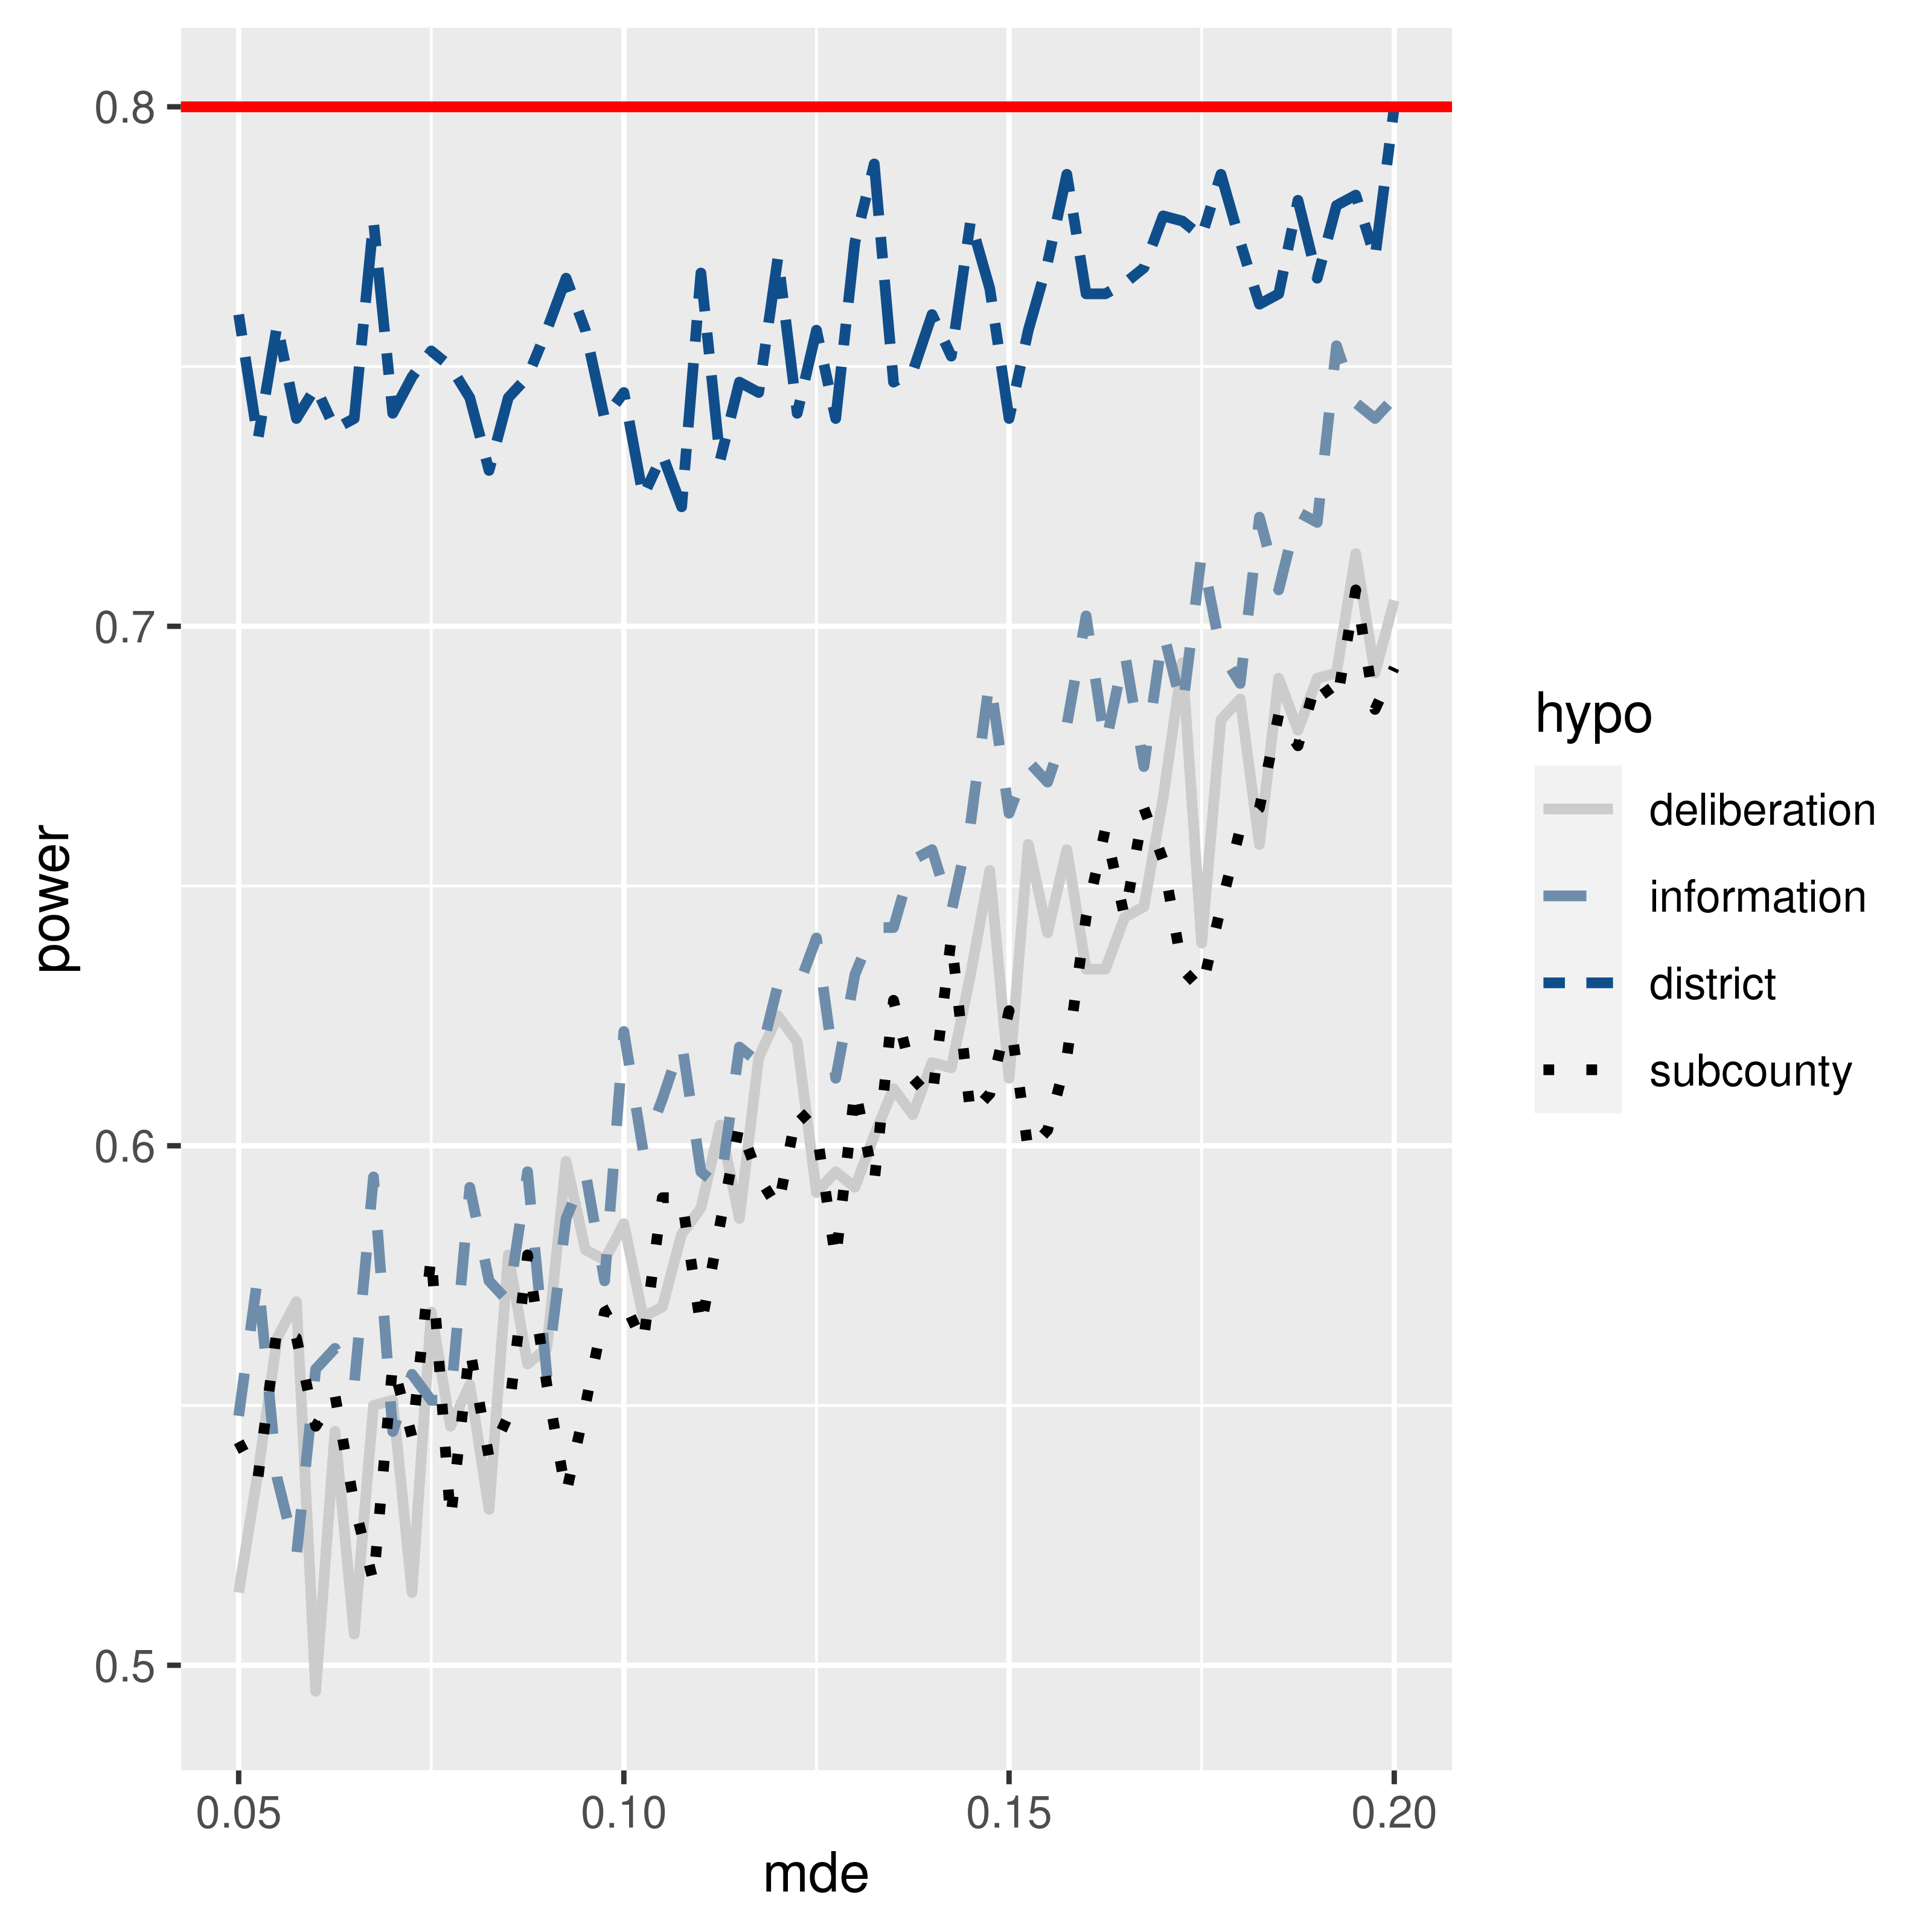 0.8
0.7
0.6
0.5
power
0.05
0.10
0.15
0.20
mde
hypo
deliberation
information
district
subcounty